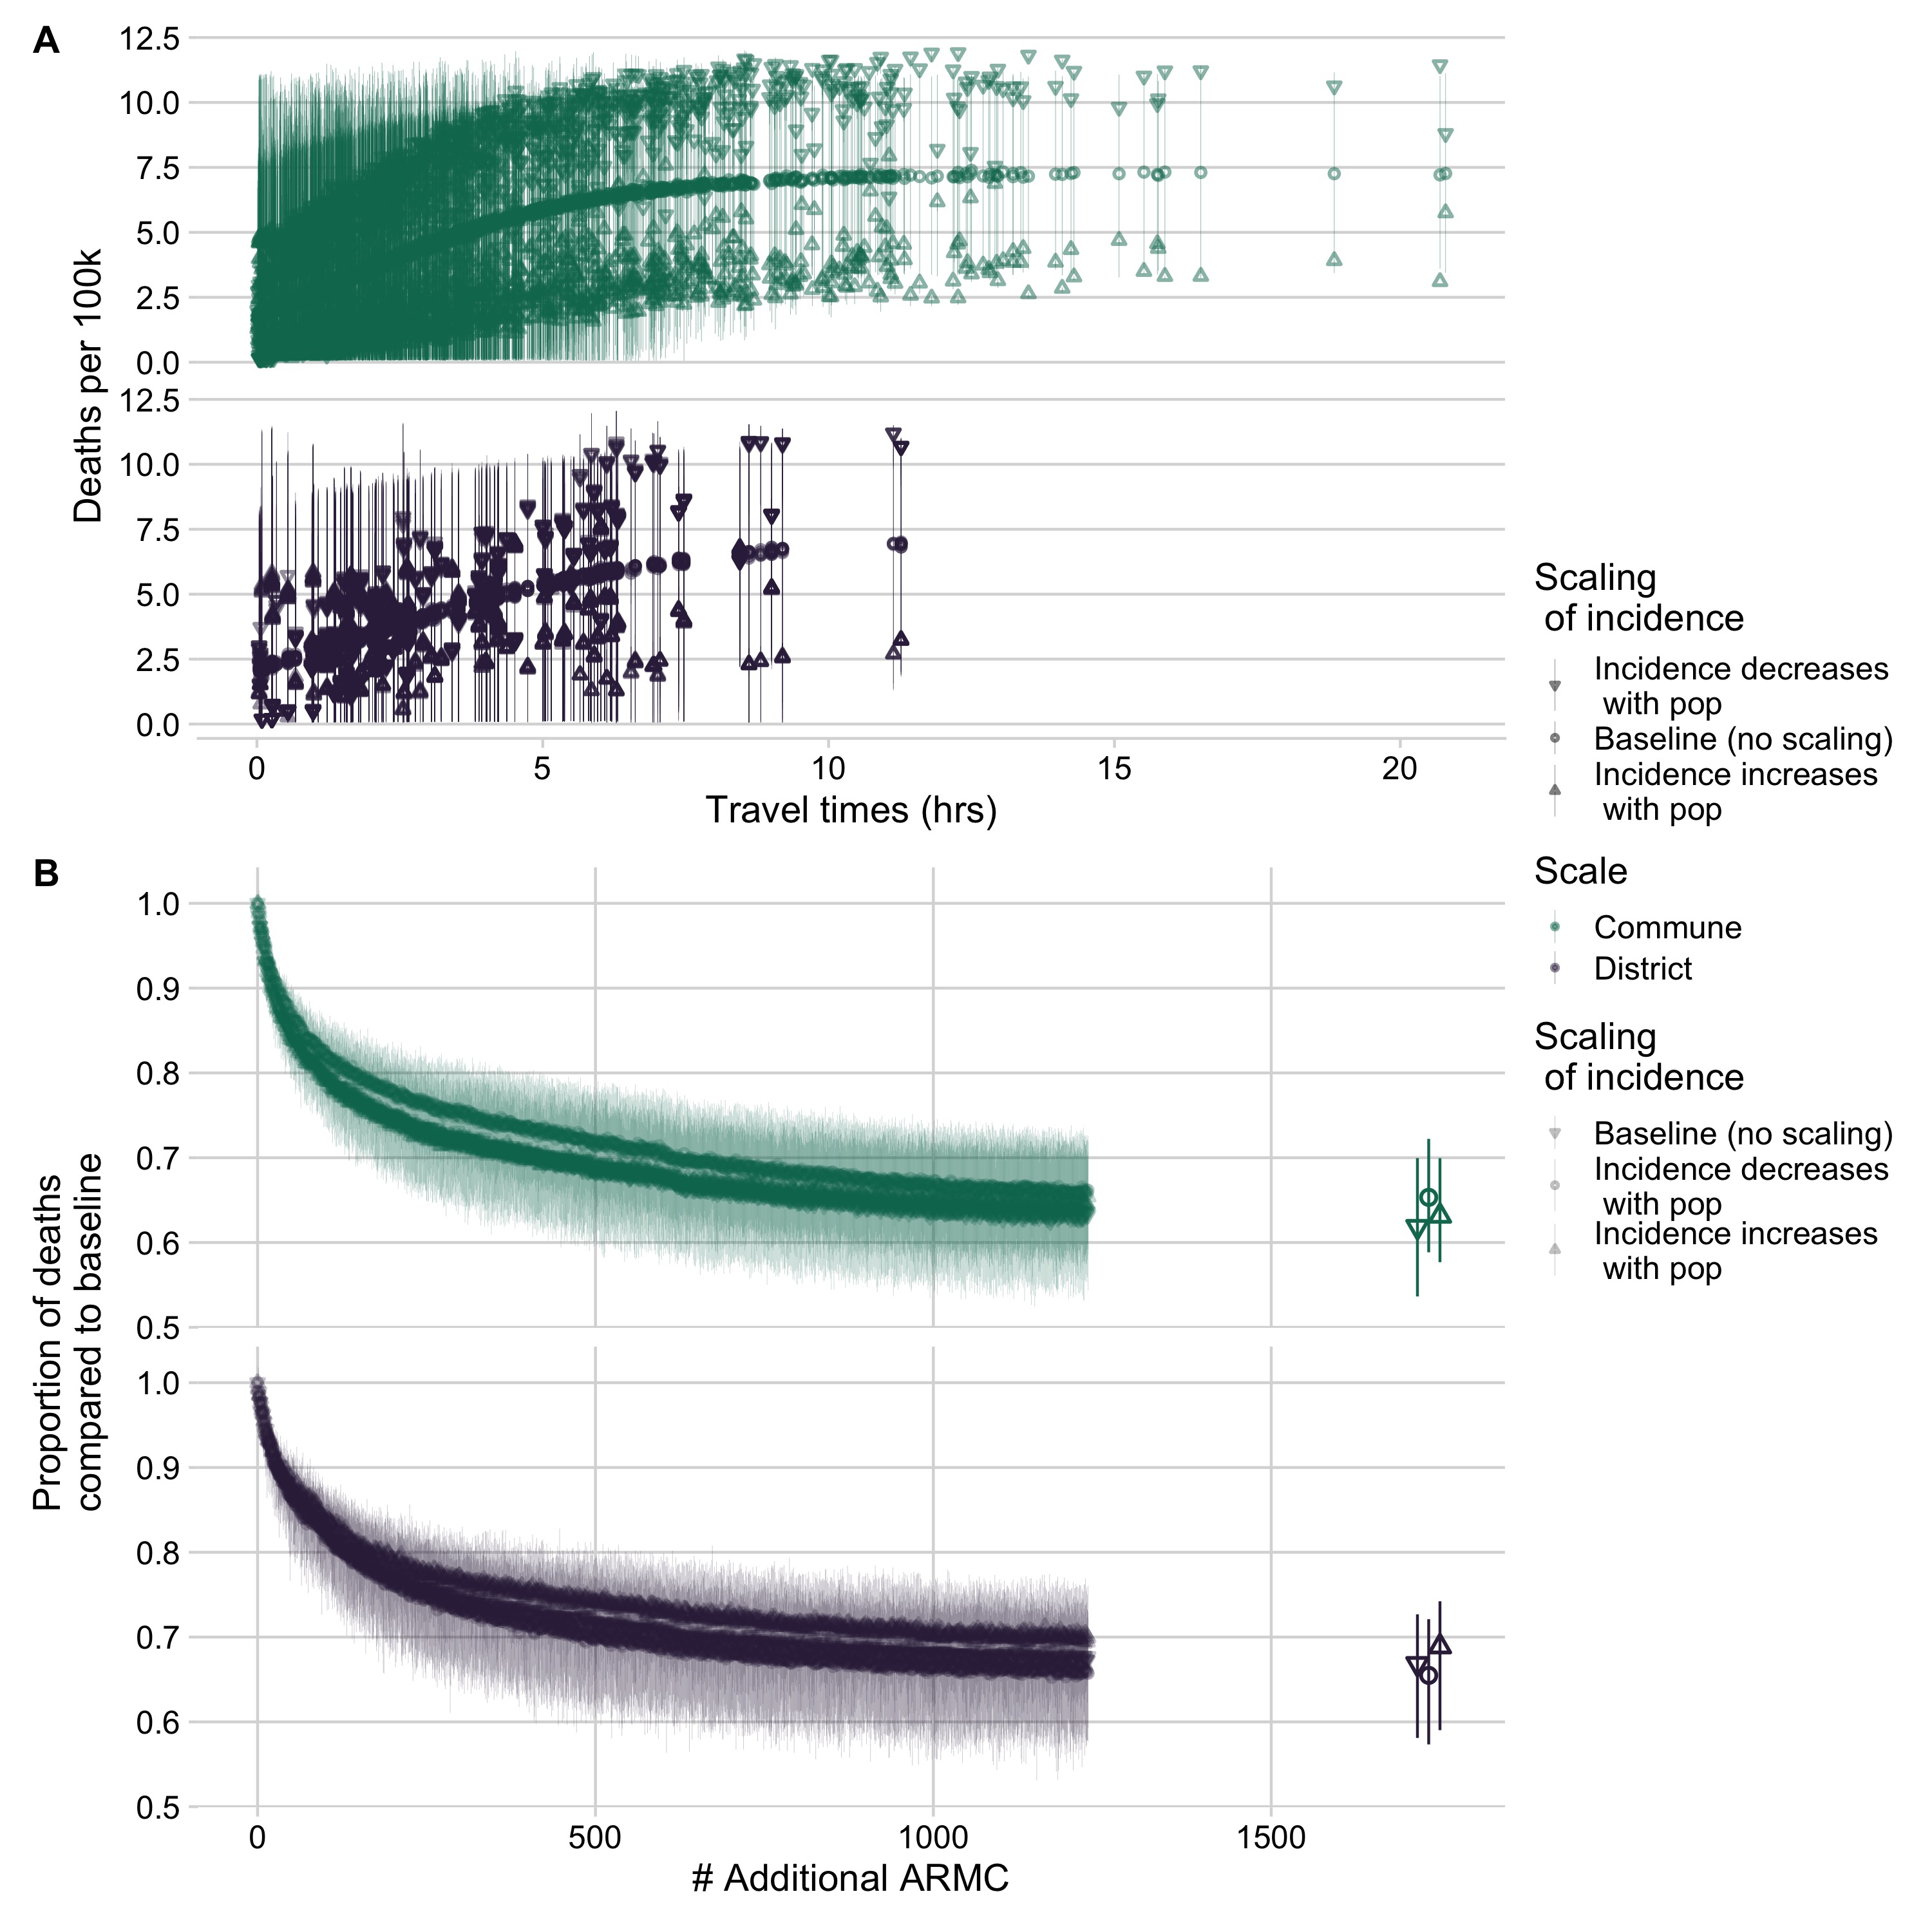 A
Deaths per 100k
12.5
10.0
7.5
5.0
2.5
0.0
12.5
10.0
7.5
5.0
2.5
0.0
0
5
10
15
20
Travel times (hrs)
B
Proportion of deaths
compared to baseline
1.0
0.9
0.8
0.7
0.6
0.5
1.0
0.9
0.8
0.7
0.6
0.5
0
500
1000
1500
# Additional ARMC
Scaling
of incidence
Incidence decreases
with pop
Baseline (no scaling)
Incidence increases
with pop
Scale
Commune
District
Scaling
of incidence
Baseline (no scaling)
Incidence decreases
with pop
Incidence increases
with pop